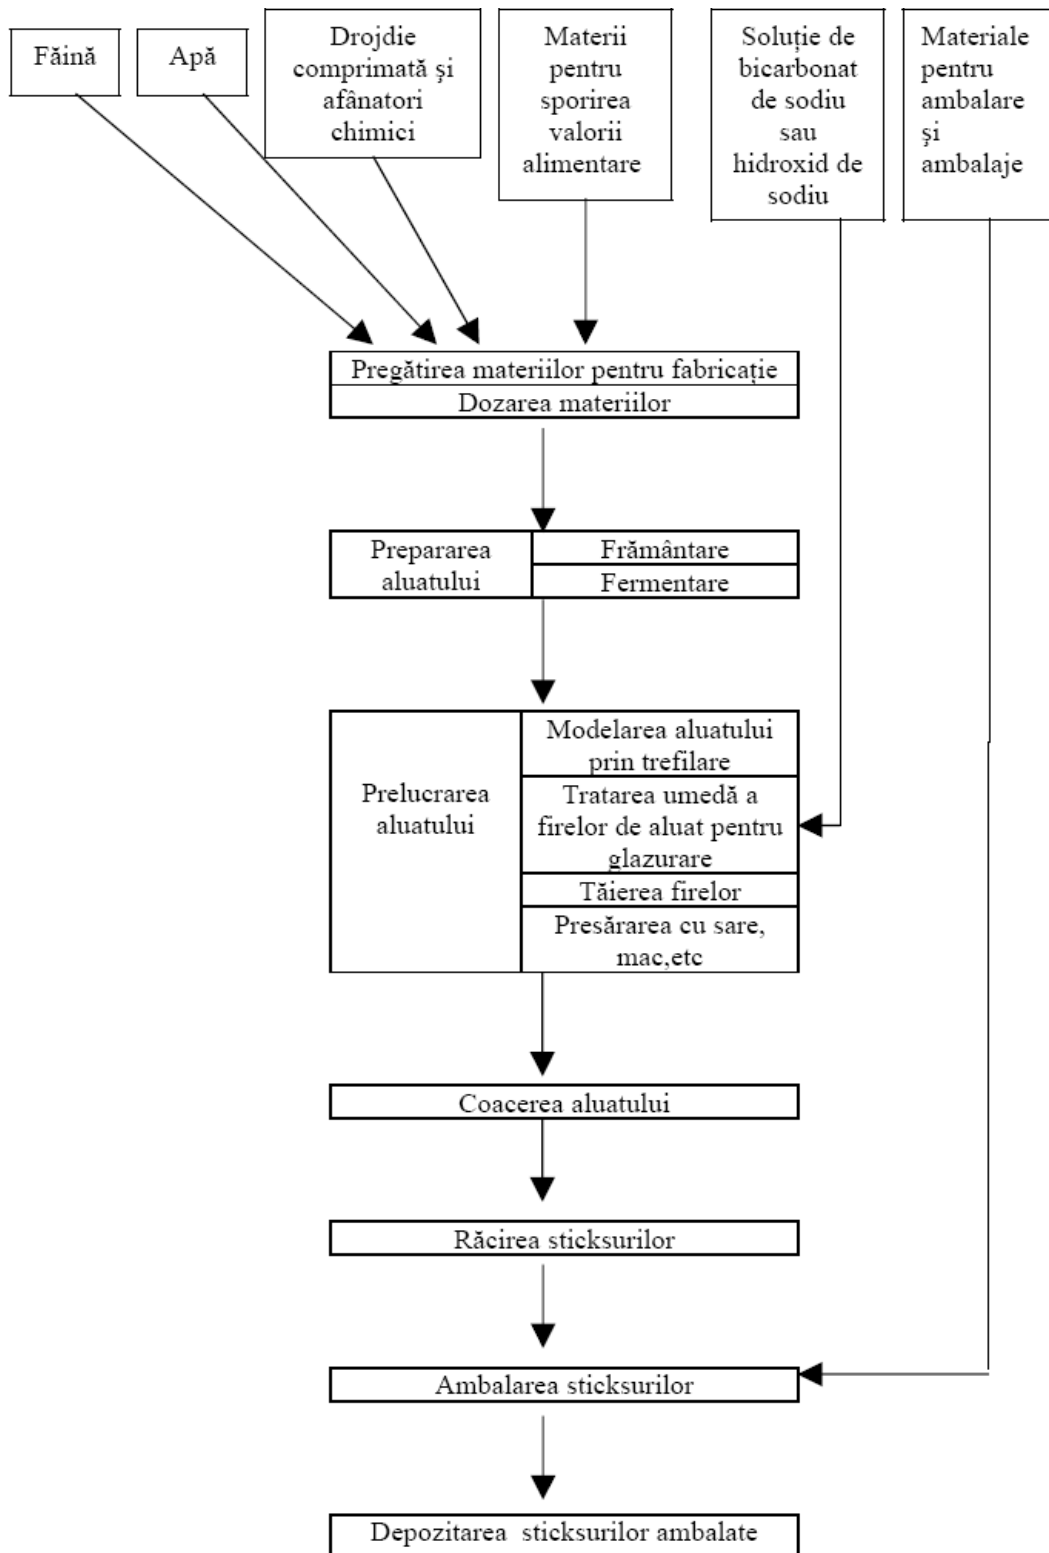 Făină
Apă
Drojdie
comprimată şi
afânatori
chimici
Materii
pentru
sporirea
valorii
alimentare
Soluție de
bicarbonat
de sodiu
sau
hidroxid de
sodiu
Materiale
pentru
ambalare
şi
ambalaje
Pregătirea materiilor pentru fabricație
Dozarea materiilor
Prepararea
aluatului
Frământare
Fermentare
Prelucrarea
aluatului
Modelarea aluatului
prin trefilare
Tratarea umedă a
firelor de aluat pentru
glazurare
Tăierea firelor
Presărarea cu sare,
mac,etc
Coacerea aluatului
Răcirea sticksurilor
Ambalarea sticksurilor
Depozitarea sticksurilor ambalate